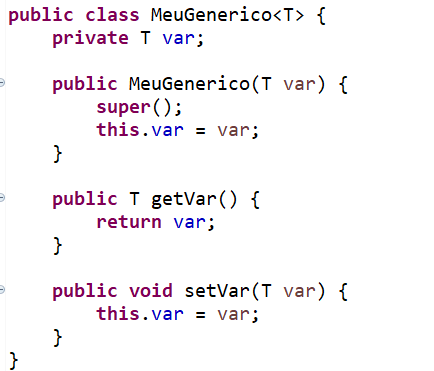 public class MeuGenerico<T> {
    private T var;

    public MeuGenerico(T var) {
        super();
        this.var = var;
    }

    public T getVar() {
        return var;
    }

    public void setVar(T var) {
        this.var = var;
    }
}